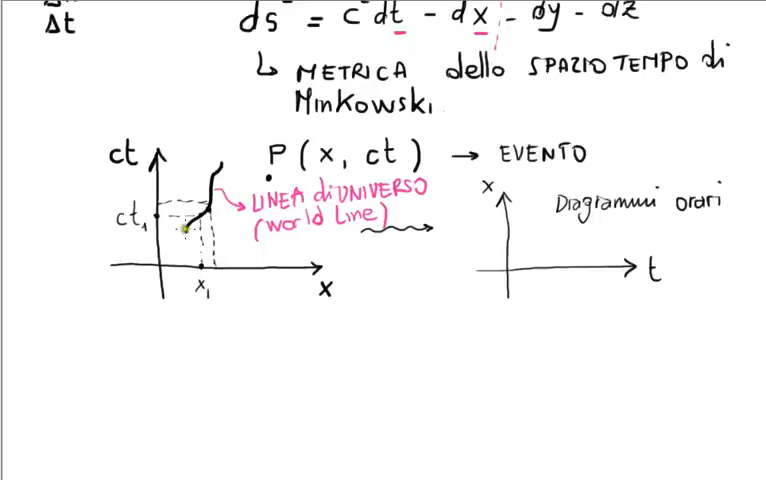 Δt
ds = c dt - dx - dy - dz
↳ METRICA dello SPAZIO TEMPO di
Minkowski
ct
P (x, ct) → EVENTO
LINEA di UNIVERSO
(world Line)
ct₁
x₁
x
x
Diagrammi orari
t